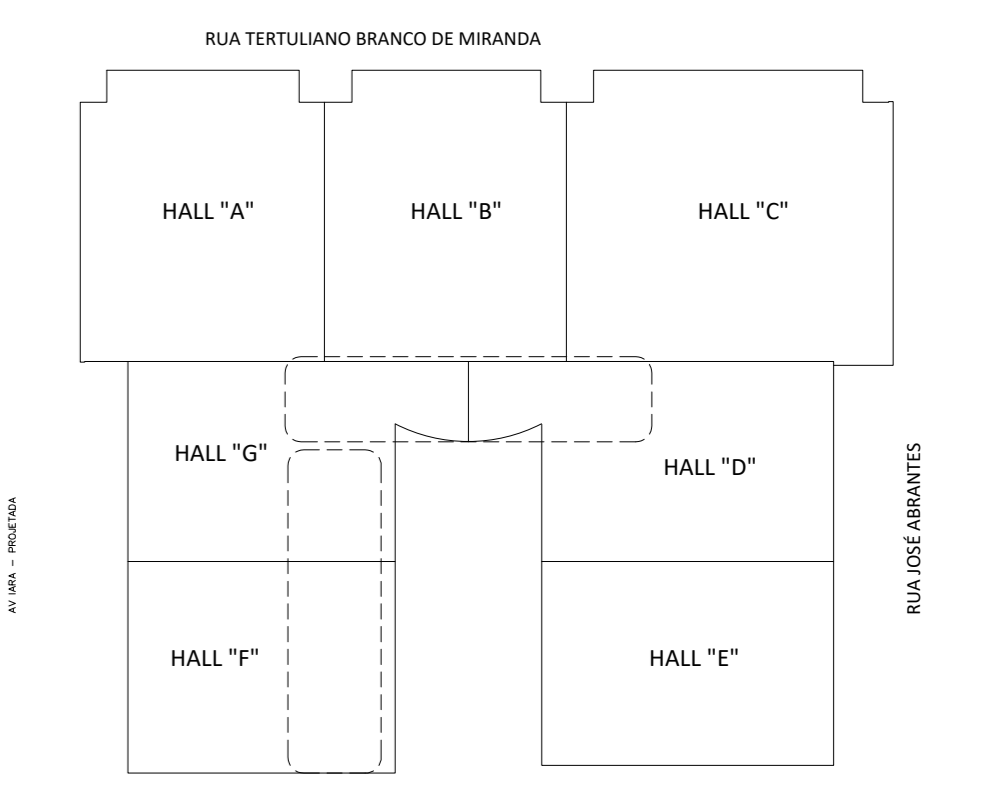 RUA TERTULIANO BRANCO DE MIRANDA
HALL "A"
HALL "B"
HALL "C"
HALL "G"
HALL "D"
RUA JOSÉ ABRANTES
AV IARA – PROJETADA
HALL "F"
HALL "E"